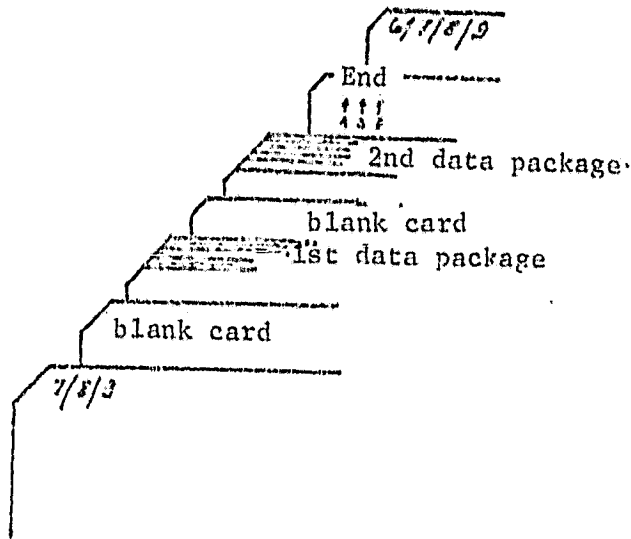 6/7/8/9
End
2nd data package
blank card
1st data package
blank card
7/8/9